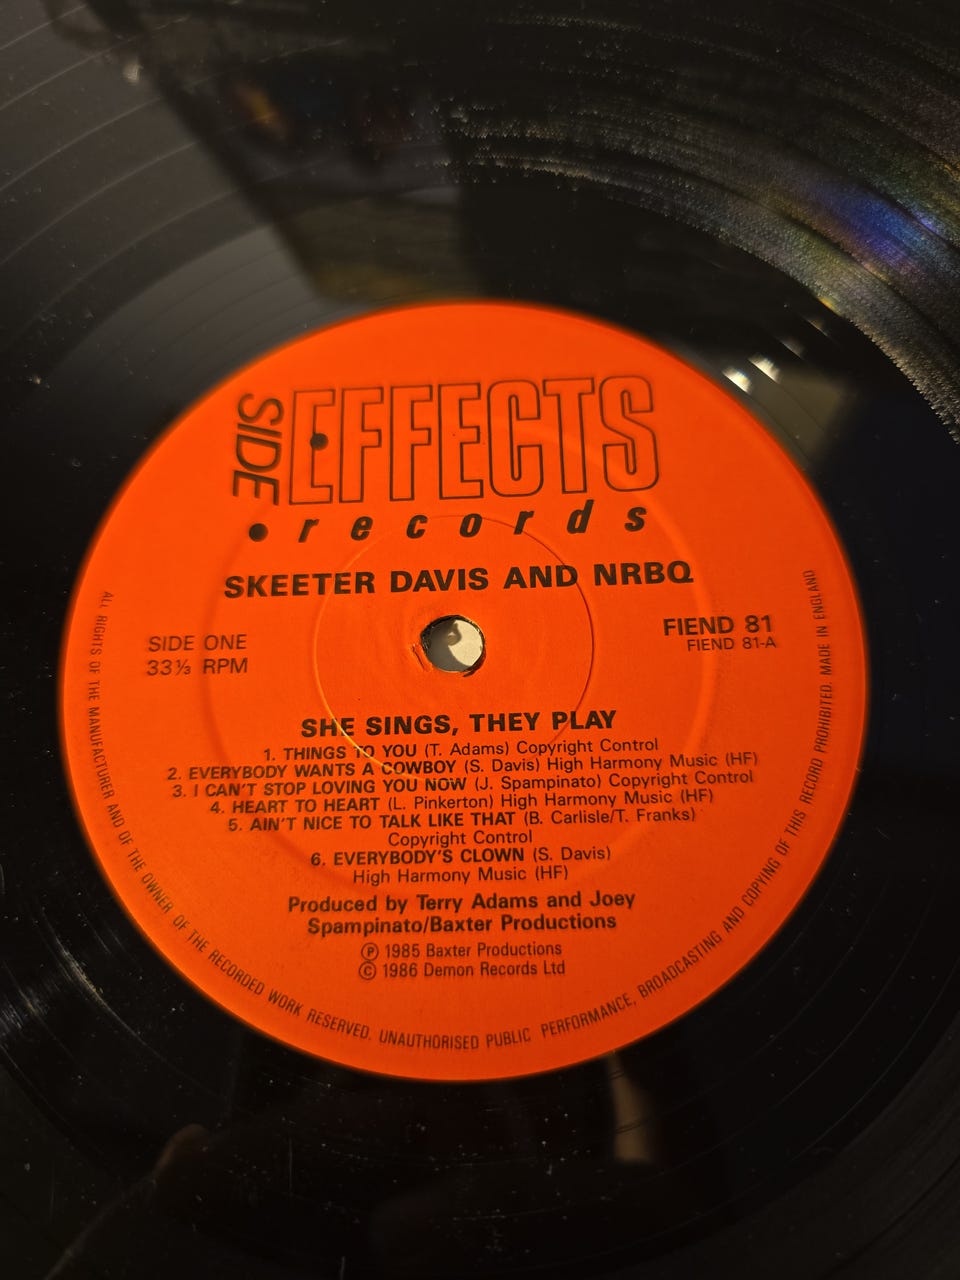 SIDE EFFECTS
• records
SKEETER DAVIS AND NRBQ
SIDE ONE
33⅓ RPM
FIEND 81
FIEND 81-A
SHE SINGS, THEY PLAY
1. THINGS TO YOU (T. Adams) Copyright Control
2. EVERYBODY WANTS A COWBOY (S. Davis) High Harmony Music (HF)
3. I CAN'T STOP LOVING YOU NOW (J. Spampinato) Copyright Control
4. HEART TO HEART (L. Pinkerton) High Harmony Music (HF)
5. AIN'T NICE TO TALK LIKE THAT (B. Carlisle/T. Franks)
Copyright Control
6. EVERYBODY'S CLOWN (S. Davis)
High Harmony Music (HF)
Produced by Terry Adams and Joey
Spampinato/Baxter Productions
Ⓟ 1985 Baxter Productions
© 1986 Demon Records Ltd
ALL RIGHTS OF THE MANUFACTURER AND OF THE OWNER OF THE RECORDED WORK RESERVED. UNAUTHORISED PUBLIC PERFORMANCE, BROADCASTING AND COPYING OF THIS RECORD PROHIBITED. MADE IN ENGLAND